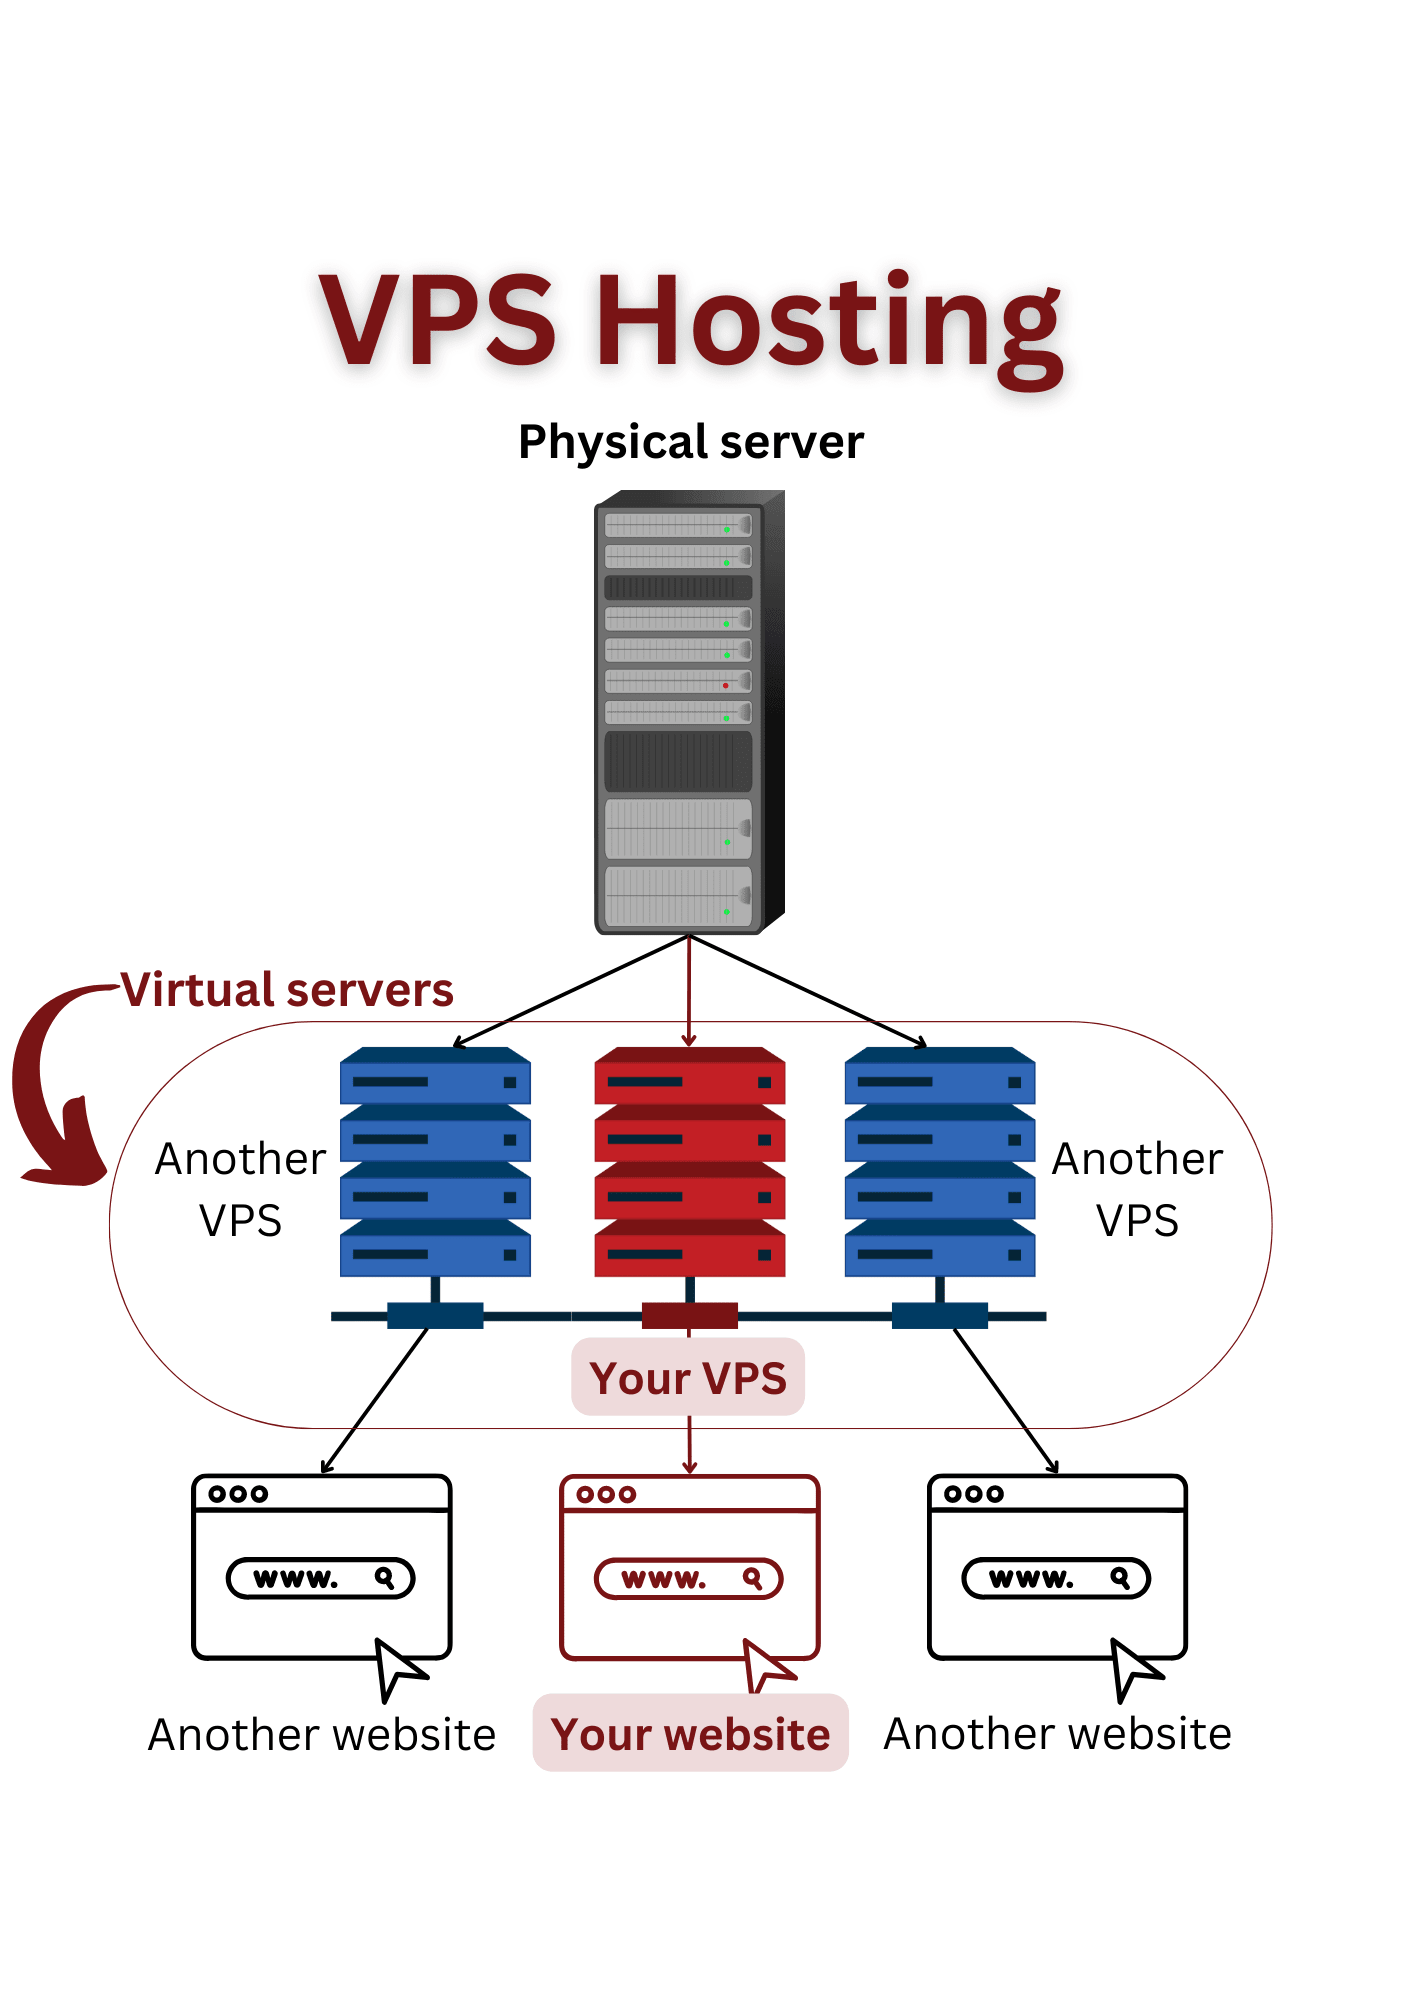 VPS Hosting
Physical server
Virtual servers
Another
VPS
Another
VPS
Your VPS
www.
www.
www.
Another website
Your website
Another website